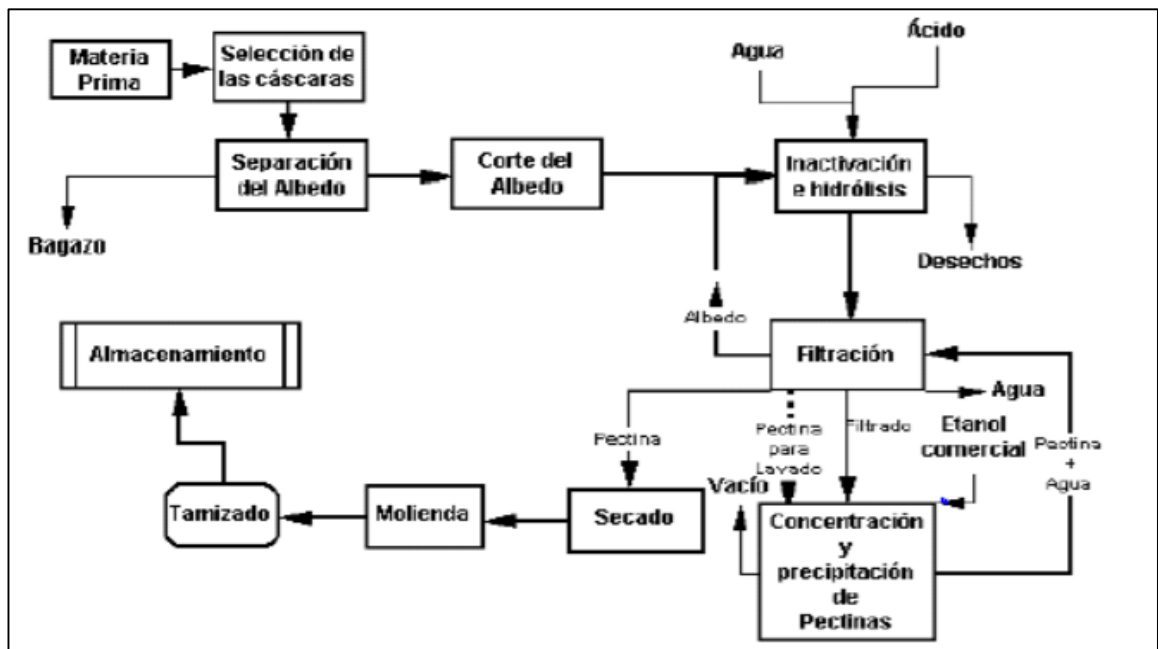 Materia
Prima
Selección de
las cáscaras
Agua
Ácido
Separación
del Albedo
Corte del
Albedo
Inactivación
e hidrólisis
Bagazo
Desechos
Albedo
Filtración
Almacenamiento
Agua
Pectina
Pectina
para
Lavado
Filtrado
Etanol
comercial
Pectina
+
Agua
Vacío
Tamizado
Molienda
Secado
Concentración
y
precipitación
de
Pectinas